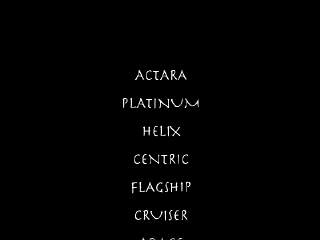 ACTARA
PLATINUM
HELIX
CENTRIC
FLAGSHIP
CRUISER